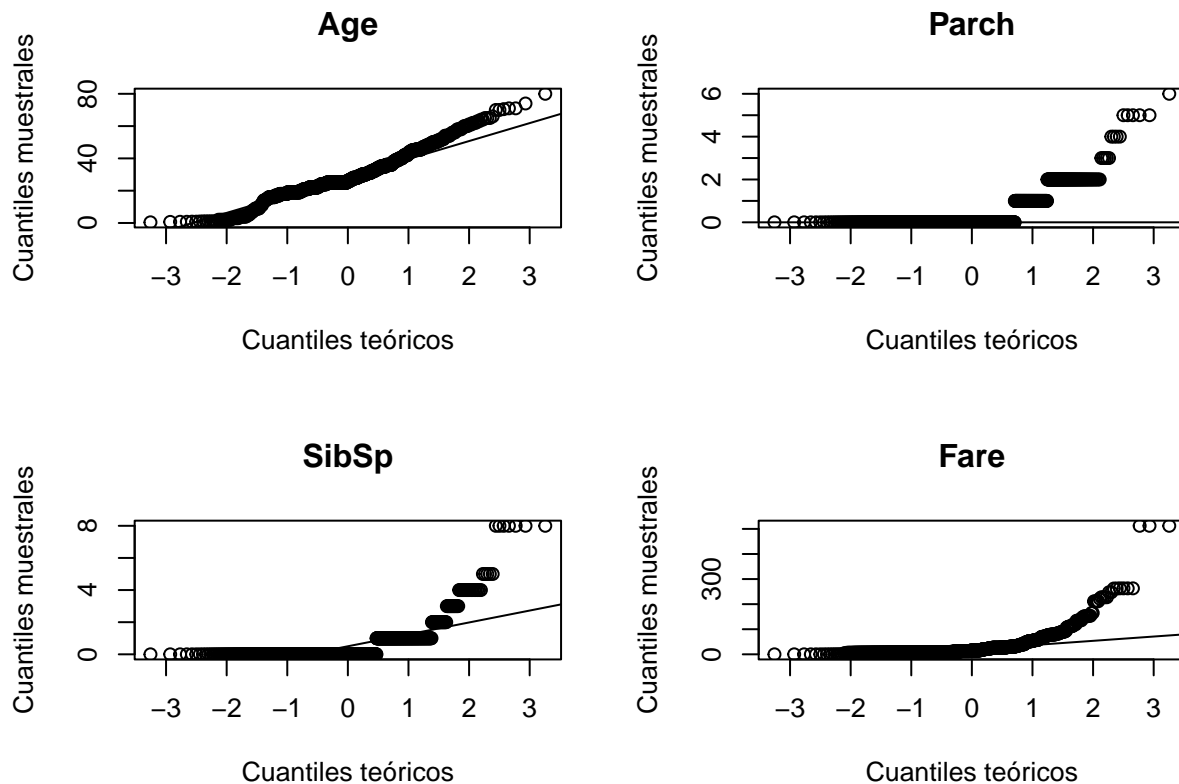 Age
Cuantiles muestrales
80
40
0
−3 −2 −1 0 1 2 3
Cuantiles teóricos
Parch
Cuantiles muestrales
6
4
2
0
−3 −2 −1 0 1 2 3
Cuantiles teóricos
SibSp
Cuantiles muestrales
8
4
0
−3 −2 −1 0 1 2 3
Cuantiles teóricos
Fare
Cuantiles muestrales
300
0
−3 −2 −1 0 1 2 3
Cuantiles teóricos